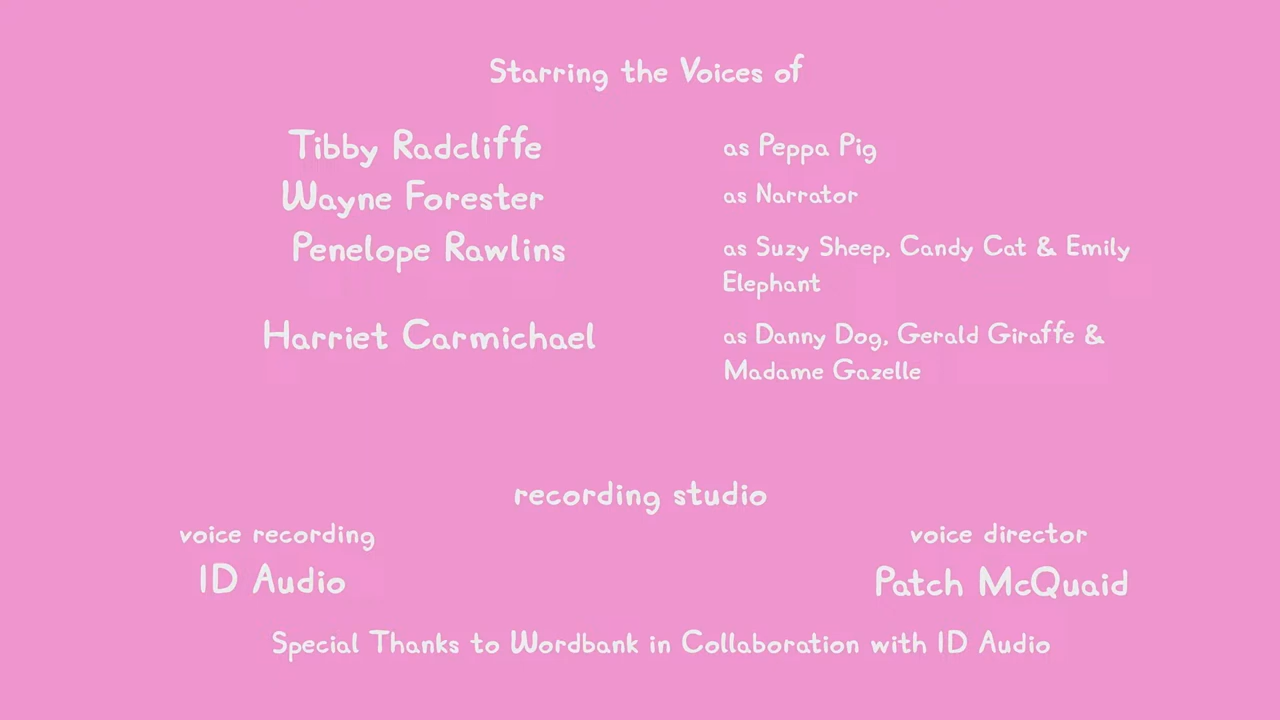 Starring the Voices of
Tibby Radcliffe as Peppa Pig
Wayne Forester as Narrator
Penelope Rawlins as Suzy Sheep, Candy Cat & Emily
Elephant
Harriet Carmichael as Danny Dog, Gerald Giraffe &
Madame Gazelle
recording studio
voice recording
ID Audio
voice director
Patch McQuaid
Special Thanks to Wordbank in Collaboration with ID Audio